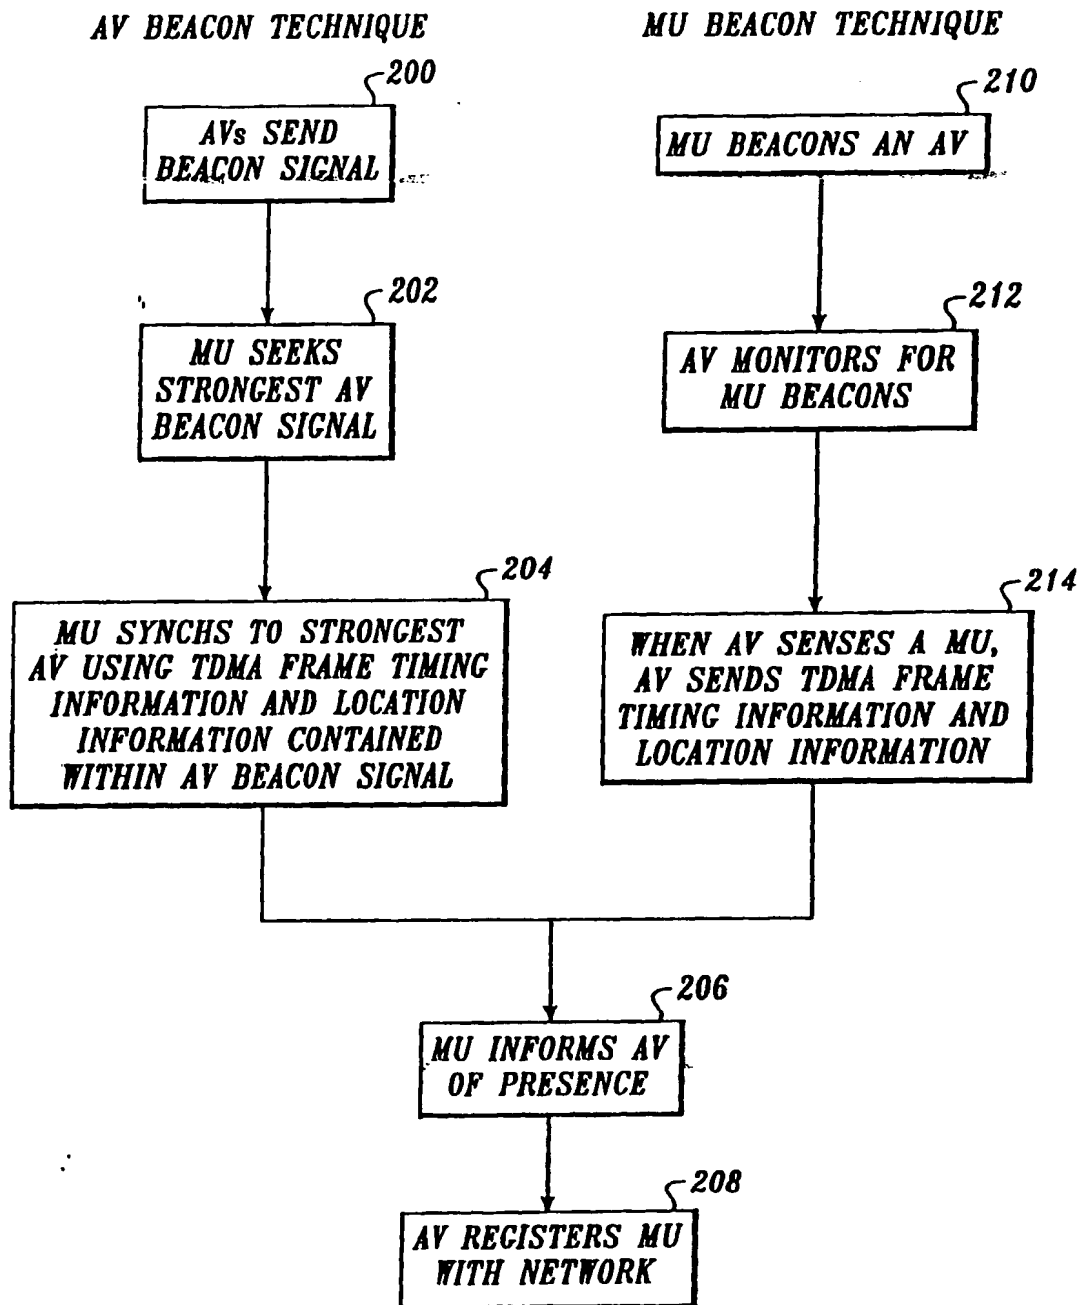 AV BEACON TECHNIQUE
200
AVs SEND
BEACON SIGNAL
202
MU SEEKS
STRONGEST AV
BEACON SIGNAL
204
MU SYNCHS TO STRONGEST
AV USING TDMA FRAME TIMING
INFORMATION AND LOCATION
INFORMATION CONTAINED
WITHIN AV BEACON SIGNAL
MU BEACON TECHNIQUE
210
MU BEACONS AN AV
212
AV MONITORS FOR
MU BEACONS
214
WHEN AV SENSES A MU,
AV SENDS TDMA FRAME
TIMING INFORMATION AND
LOCATION INFORMATION
206
MU INFORMS AV
OF PRESENCE
208
AV REGISTERS MU
WITH NETWORK